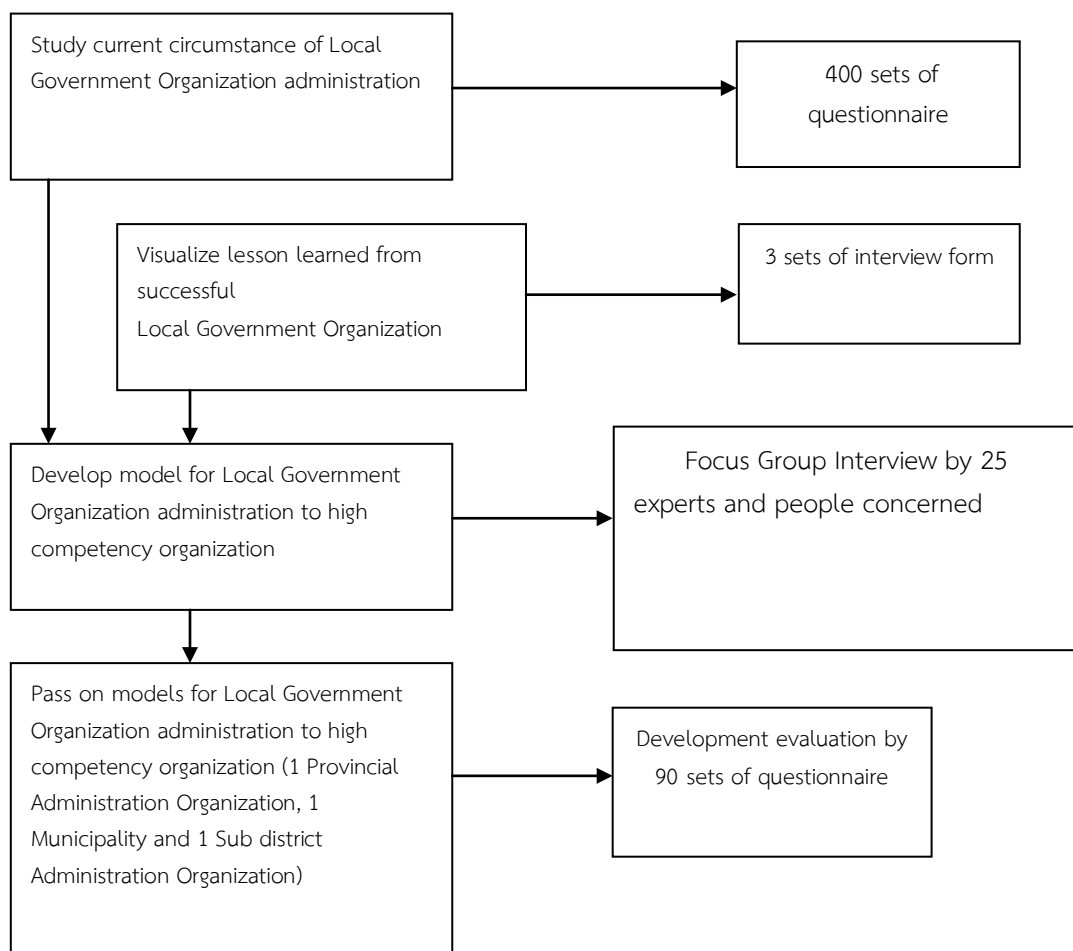 Study current circumstance of Local
Government Organization administration
400 sets of
questionnaire
Visualize lesson learned from
successful
Local Government Organization
3 sets of interview form
Develop model for Local Government
Organization administration to high
competency organization
Focus Group Interview by 25
experts and people concerned
Pass on models for Local Government
Organization administration to high
competency organization (1 Provincial
Administration Organization, 1
Municipality and 1 Sub district
Administration Organization)
Development evaluation by
90 sets of questionnaire